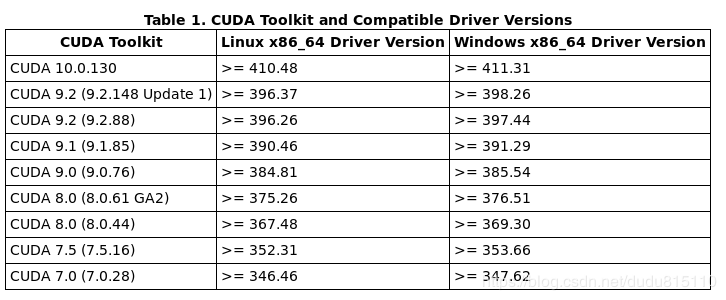 Table 1. CUDA Toolkit and Compatible Driver Versions
CUDA Toolkit Linux x86_64 Driver Version Windows x86_64 Driver Version
CUDA 10.0.130 >= 410.48 >= 411.31
CUDA 9.2 (9.2.148 Update 1) >= 396.37 >= 398.26
CUDA 9.2 (9.2.88) >= 396.26 >= 397.44
CUDA 9.1 (9.1.85) >= 390.46 >= 391.29
CUDA 9.0 (9.0.76) >= 384.81 >= 385.54
CUDA 8.0 (8.0.61 GA2) >= 375.26 >= 376.51
CUDA 8.0 (8.0.44) >= 367.48 >= 369.30
CUDA 7.5 (7.5.16) >= 352.31 >= 353.66
CUDA 7.0 (7.0.28) >= 346.46 >= 347.62
https://blog.csdn.net/dudu815110